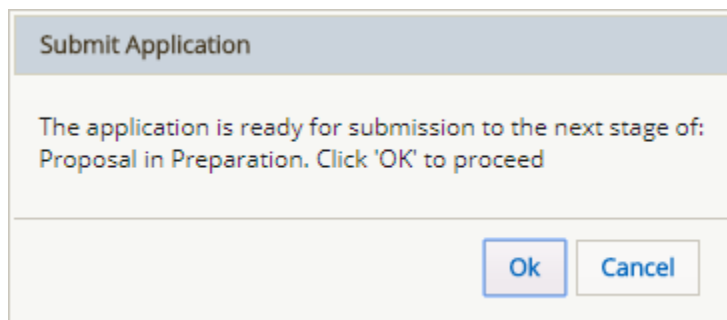 Submit Application
The application is ready for submission to the next stage of:
Proposal in Preparation. Click 'OK' to proceed
Ok
Cancel